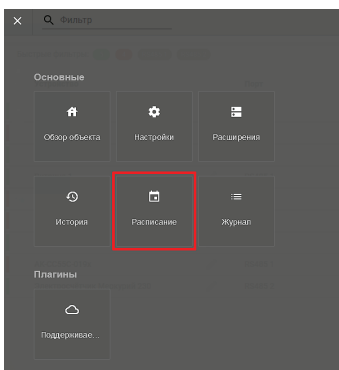 Фильтр
Основные
Обзор объекта
Настройки
Расширения
История
Расписание
Журнал
Плагины
Поддерживае...